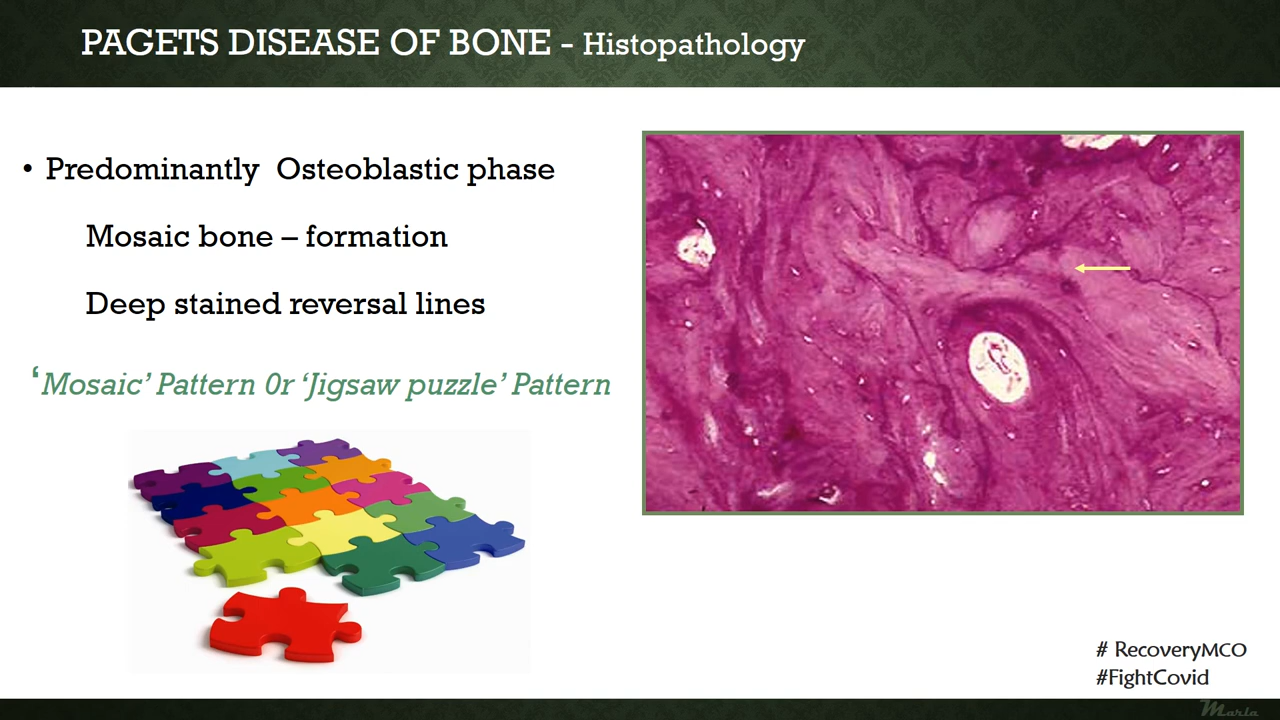 PAGETS DISEASE OF BONE - Histopathology
• Predominantly Osteoblastic phase
Mosaic bone – formation
Deep stained reversal lines
‘Mosaic’ Pattern 0r ‘Jigsaw puzzle’ Pattern
# RecoveryMCO
#FightCovid
Marla